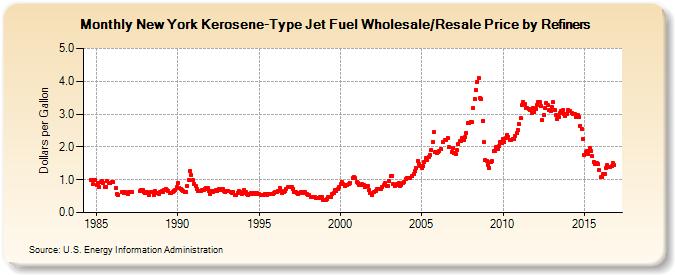 Monthly New York Kerosene-Type Jet Fuel Wholesale/Resale Price by Refiners
Dollars per Gallon
5.0
4.0
3.0
2.0
1.0
0.0
1985 1990 1995 2000 2005 2010 2015
Source: U.S. Energy Information Administration